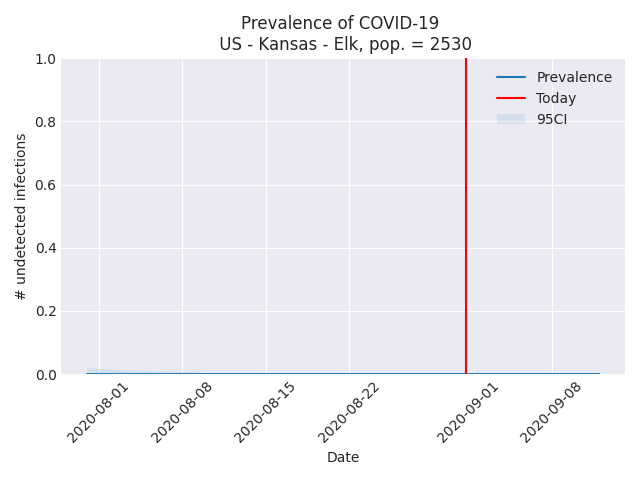 Prevalence of COVID-19
US - Kansas - Elk, pop. = 2530
1.0
0.8
0.6
0.4
0.2
0.0
# undetected infections
Prevalence
Today
95CI
2020-08-01
2020-08-08
2020-08-15
2020-08-22
2020-09-01
2020-09-08
Date